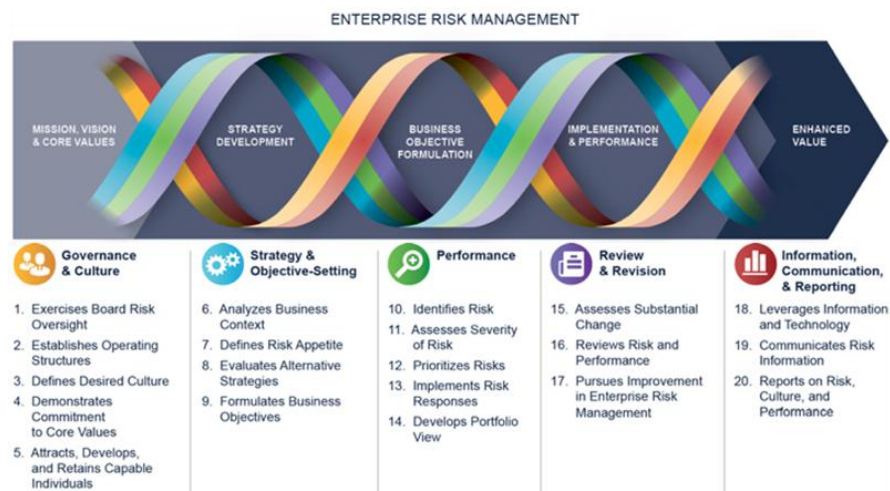 ENTERPRISE RISK MANAGEMENT
MISSION, VISION
& CORE VALUES
STRATEGY
DEVELOPMENT
BUSINESS
OBJECTIVE
FORMULATION
IMPLEMENTATION
& PERFORMANCE
ENHANCED
VALUE
Governance
& Culture
1. Exercises Board Risk
Oversight
2. Establishes Operating
Structures
3. Defines Desired Culture
4. Demonstrates
Commitment
to Core Values
5. Attracts, Develops,
and Retains Capable
Individuals
Strategy &
Objective-Setting
6. Analyzes Business
Context
7. Defines Risk Appetite
8. Evaluates Alternative
Strategies
9. Formulates Business
Objectives
Performance
10. Identifies Risk
11. Assesses Severity
of Risk
12. Prioritizes Risks
13. Implements Risk
Responses
14. Develops Portfolio
View
Review
& Revision
15. Assesses Substantial
Change
16. Reviews Risk and
Performance
17. Pursues Improvement
in Enterprise Risk
Management
Information,
Communication,
& Reporting
18. Leverages Information
and Technology
19. Communicates Risk
Information
20. Reports on Risk,
Culture, and
Performance